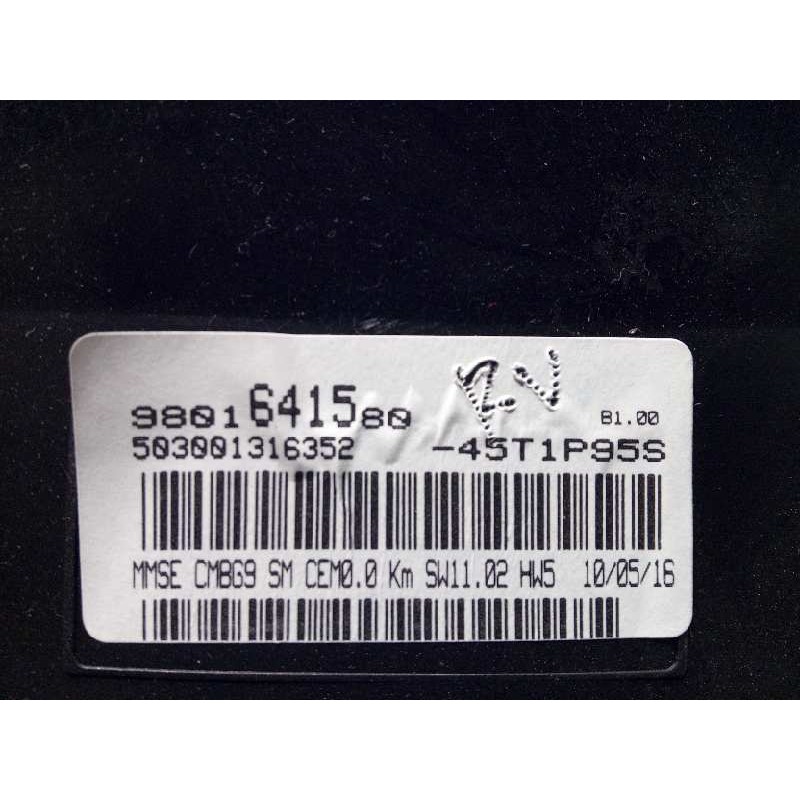 9801641580 B1.00
503001316352 -45T1P95S
MMSE CMBG9 SM CEM0.0 Km SW11.02 HW5 10/05/16